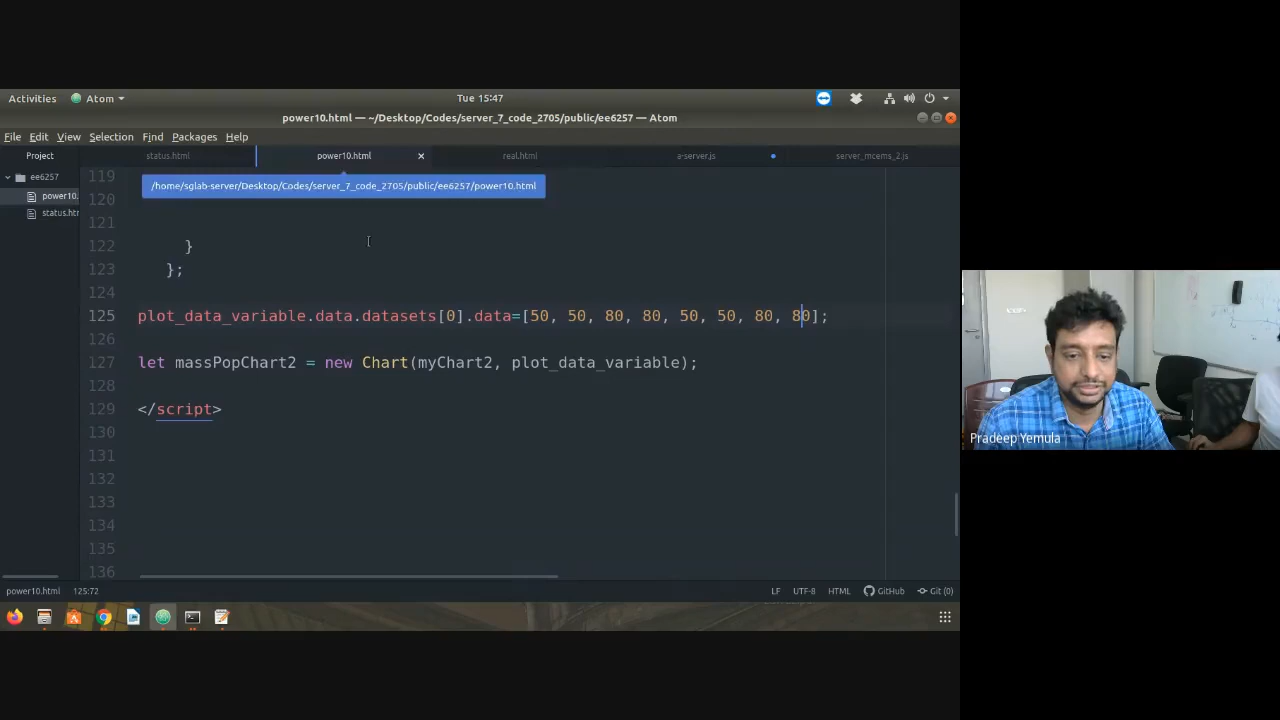 Activities Atom Tue 15:47
power10.html — ~/Desktop/Codes/server_7_code_2705/public/ee6257 — Atom
File Edit View Selection Find Packages Help
Project status.html power10.html real.html a-server.js server_mcems_2.js
ee6257
power10.
status.htm
/home/sglab-server/Desktop/Codes/server_7_code_2705/public/ee6257/power10.html
119
120
121
122 }
123 };
124
125 plot_data_variable.data.datasets[0].data=[50, 50, 80, 80, 50, 50, 80, 80];
126
127 let massPopChart2 = new Chart(myChart2, plot_data_variable);
128
129 </script>
130
131
132
133
134
135
136
power10.html 125:72 LF UTF-8 HTML GitHub Git (0)
Pradeep Yemula